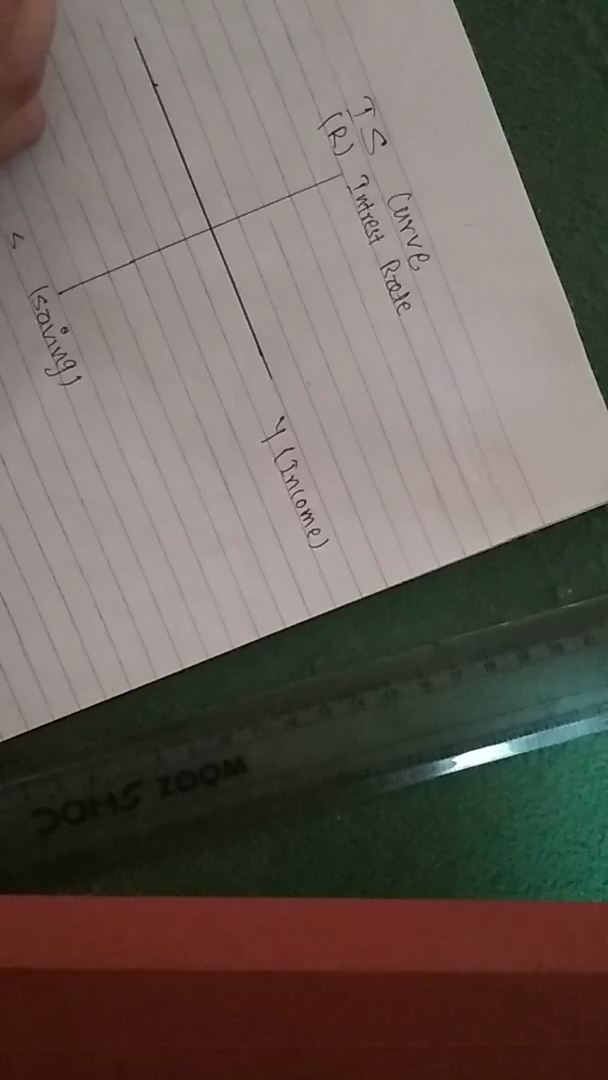 IS Curve
(R) Intrest Rate
Y (Income)
S (saving)
DOMS ZOOM